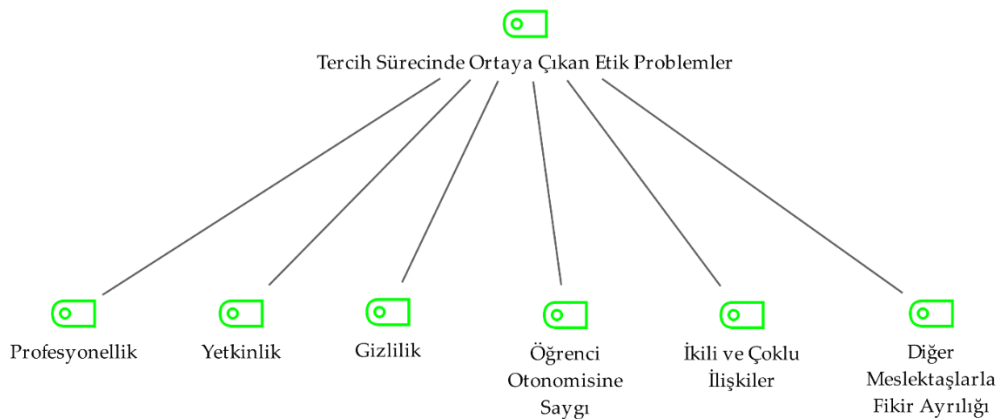 Tercih Sürecinde Ortaya Çıkan Etik Problemler
Profesyonellik
Yetkinlik
Gizlilik
Öğrenci
Otonomisine
Saygı
İkili ve Çoklu
İlişkiler
Diğer
Meslektaşlarla
Fikir Ayrılığı